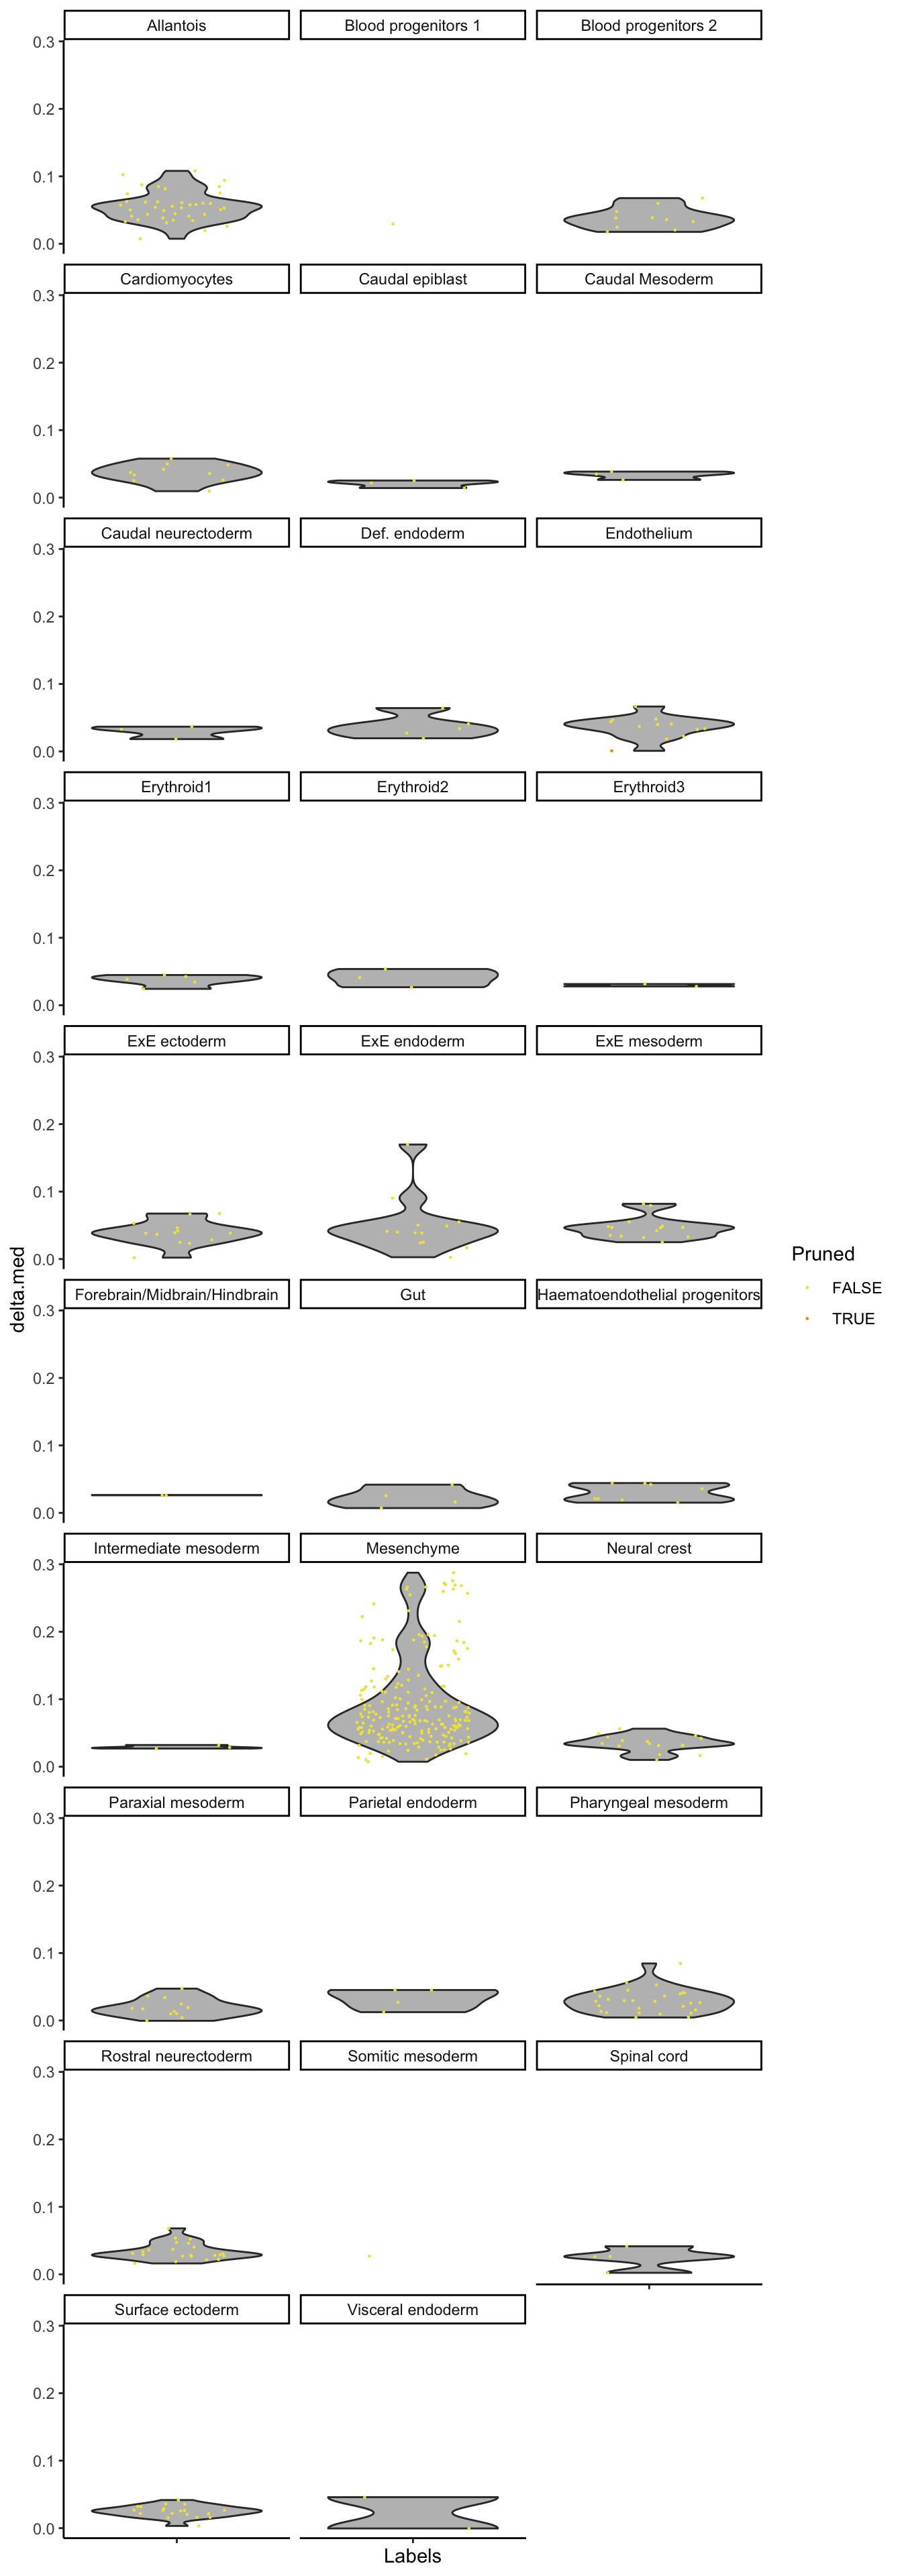 Allantois Blood progenitors 1 Blood progenitors 2
0.3
0.2
0.1
0.0
Cardiomyocytes Caudal epiblast Caudal Mesoderm
0.3
0.2
0.1
0.0
Caudal neurectoderm Def. endoderm Endothelium
0.3
0.2
0.1
0.0
Erythroid1 Erythroid2 Erythroid3
0.3
0.2
0.1
0.0
ExE ectoderm ExE endoderm ExE mesoderm
0.3
0.2
0.1
0.0
delta.med
Pruned
FALSE
TRUE
Forebrain/Midbrain/Hindbrain Gut Haematoendothelial progenitors
0.3
0.2
0.1
0.0
Intermediate mesoderm Mesenchyme Neural crest
0.3
0.2
0.1
0.0
Paraxial mesoderm Parietal endoderm Pharyngeal mesoderm
0.3
0.2
0.1
0.0
Rostral neurectoderm Somitic mesoderm Spinal cord
0.3
0.2
0.1
0.0
Surface ectoderm Visceral endoderm
0.3
0.2
0.1
0.0
Labels